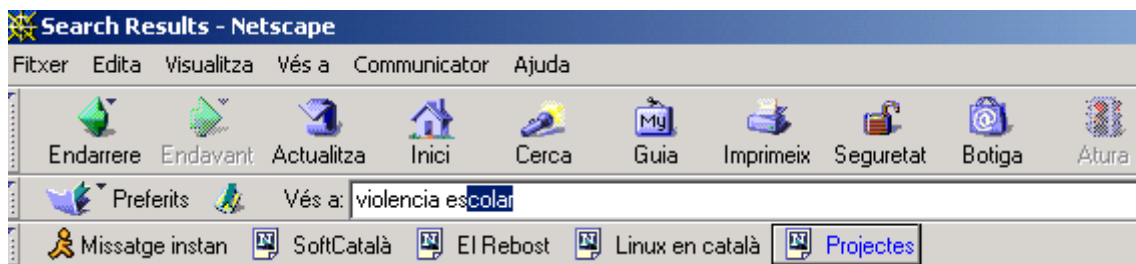 Search Results - Netscape
Fitxer Edita Visualitza Vés a Communicator Ajuda
My
Endarrere Endavant Actualitza Inici Cerca Guia Imprimeix Seguretat Botiga Atura
Preferits Vés a: violencia escolar
Missatge instan SoftCatalà El Rebost Linux en català Projectes